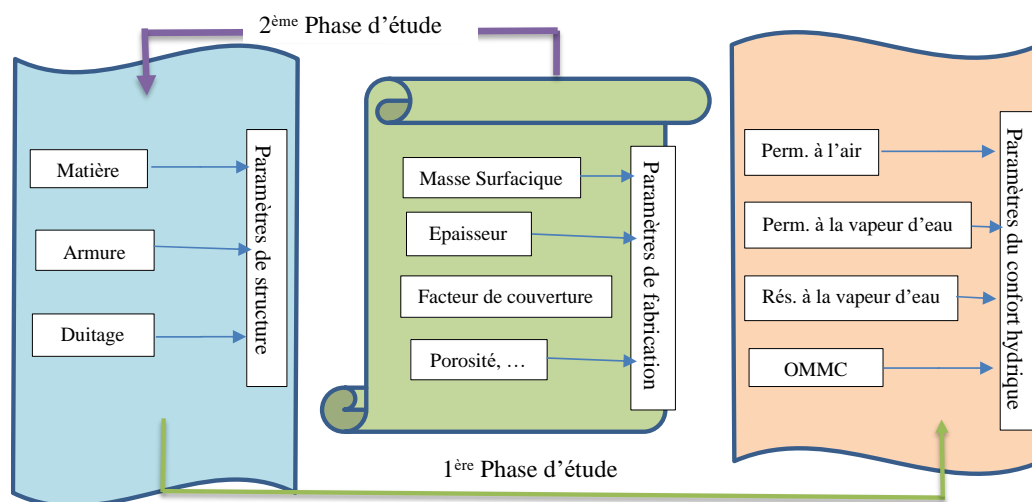 2ème Phase d’étude
Matière
Armure
Duitage
Paramètres de structure
Masse Surfacique
Epaisseur
Facteur de couverture
Porosité, …
Paramètres de fabrication
Perm. à l’air
Perm. à la vapeur d’eau
Rés. à la vapeur d’eau
OMMC
Paramètres du confort hydrique
1ère Phase d’étude